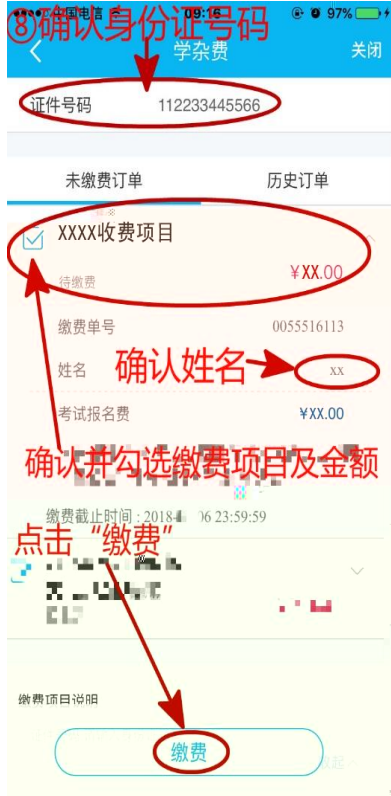 ⑧确认身份证号码
中国电信 09:16 97%
学杂费 关闭
证件号码 112233445566
未缴费订单 历史订单
XXXX收费项目
待缴费 ¥XX.00
缴费单号 0055516113
确认姓名
姓名 xx
考试报名费 ¥XX.00
确认并勾选缴费项目及金额
缴费截止时间 : 2018- 06 23:59:59
点击“缴费”
缴费项目说明
缴费
收起